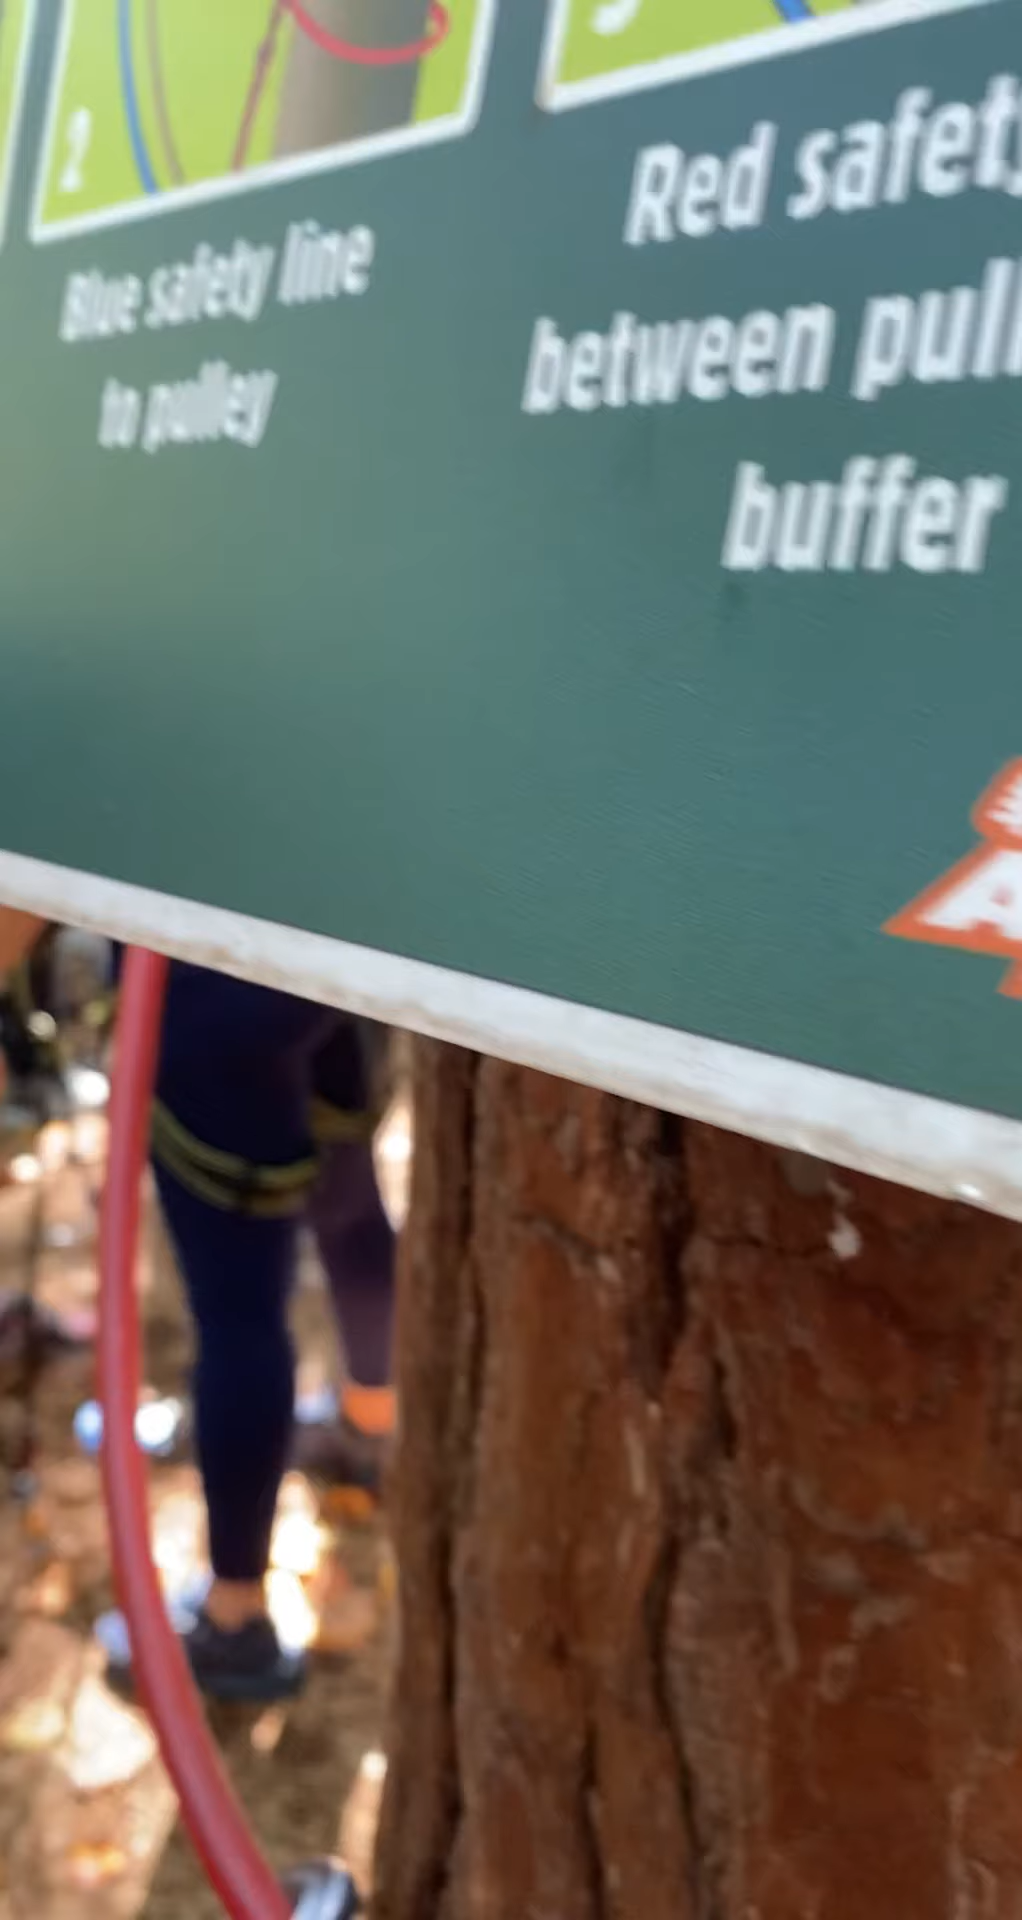 2
Blue safety line
to pulley
Red safety
between pull
buffer
A